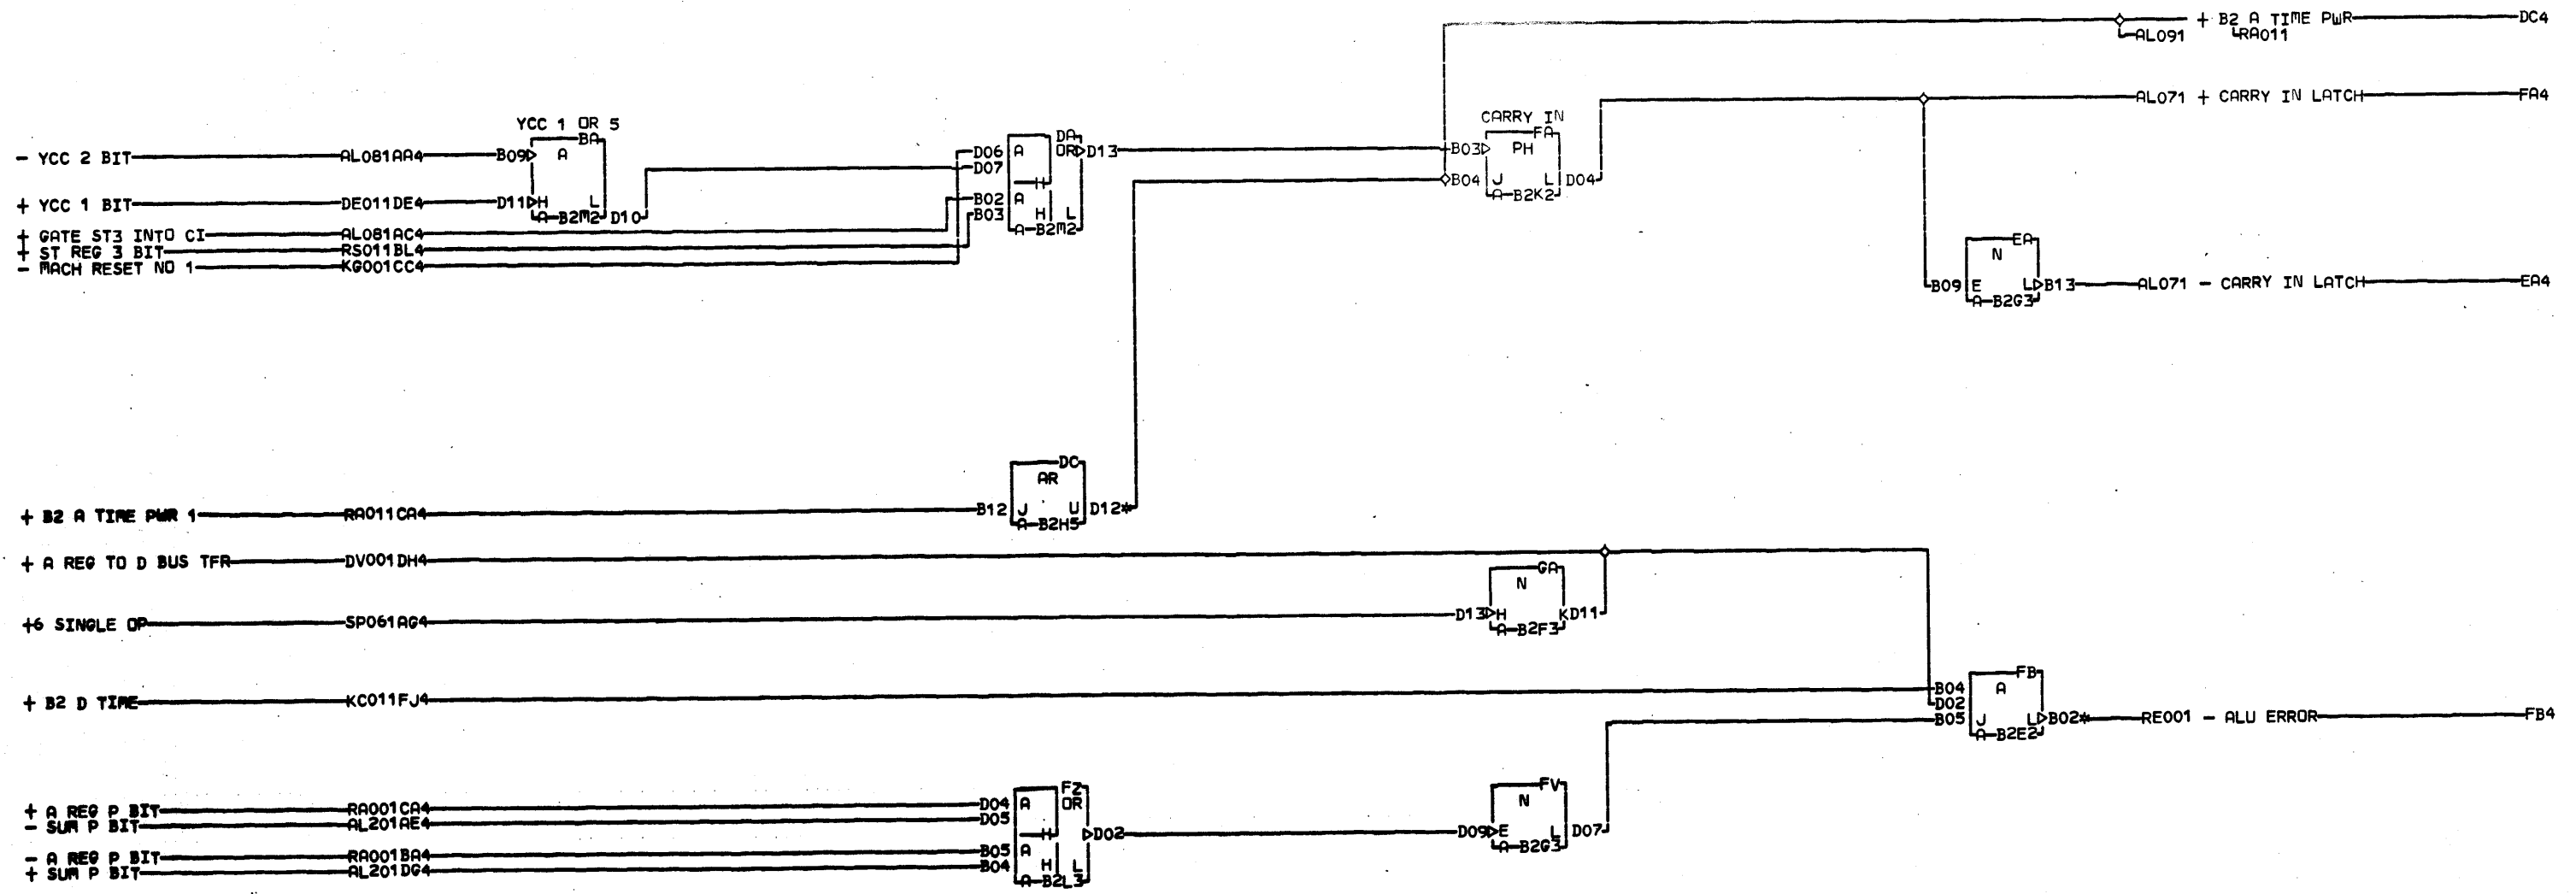 + B2 A TIME PWR DC4
AL091 RA011
AL071 + CARRY IN LATCH FA4
YCC 1 OR 5
BA
- YCC 2 BIT AL081AA4 B09 A
+ YCC 1 BIT DE011DE4 D11 H L
A B2M2 D10
+ GATE ST3 INTO CI AL081AC4
+ ST REG 3 BIT RS011BL4
- MACH RESET NO 1 KG001CC4
DA
D06 A OR D13
D07
H
B02 A
B03 H L
A B2M2
CARRY IN
FA
B03 PH
B04 J L D04
A B2K2
EA
N
B09 E L B13 AL071 - CARRY IN LATCH EA4
A B2G3
DC
AR
+ B2 A TIME PWR 1 RA011CA4 B12 J U D12*
A B2H5
+ A REG TO D BUS TFR DV001DH4
GA
N
+6 SINGLE OP SP061AG4 D13 H K D11
A B2F3
+ B2 D TIME KC011FJ4 B04
FB
A
D02
B05 J L B02* RE001 - ALU ERROR FB4
A B2E2
FZ
+ A REG P BIT RA001CA4 D04 A OR
- SUM P BIT AL201AE4 D05
H D02
- A REG P BIT RA001BA4 B05 A
+ SUM P BIT AL201DG4 B04 H L
A B2L3
FV
N
D09 E L D07
A B2G3